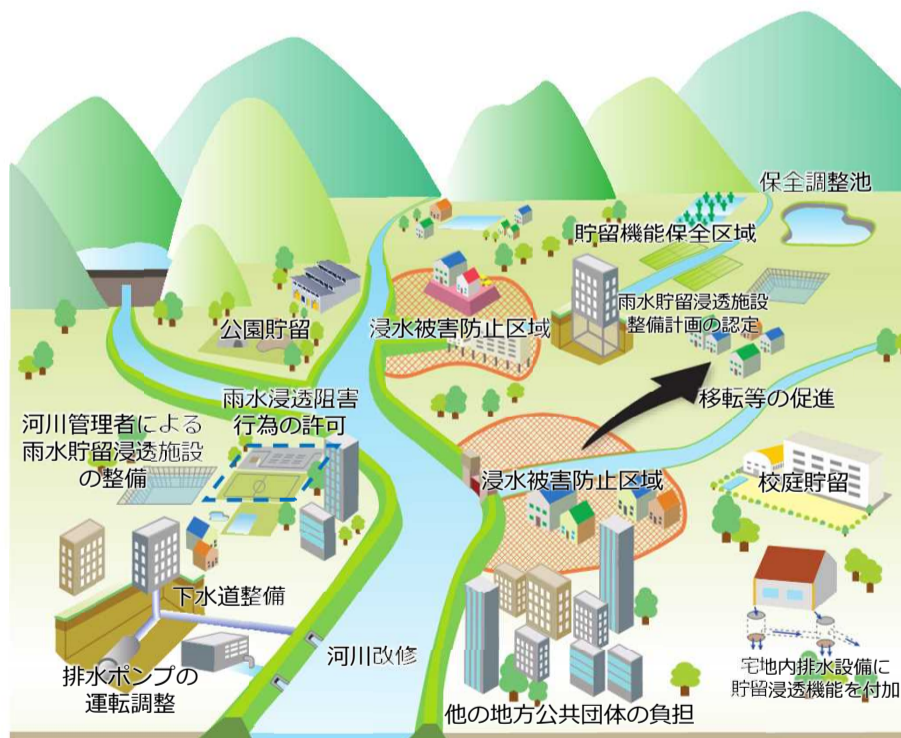 保全調整池
貯留機能保全区域
雨水貯留浸透施設
整備計画の認定
公園貯留
浸水被害防止区域
移転等の促進
雨水浸透阻害
行為の許可
河川管理者による
雨水貯留浸透施設
の整備
浸水被害防止区域
校庭貯留
下水道整備
河川改修
排水ポンプの
運転調整
宅地内排水設備に
貯留浸透機能を付加
他の地方公共団体の負担